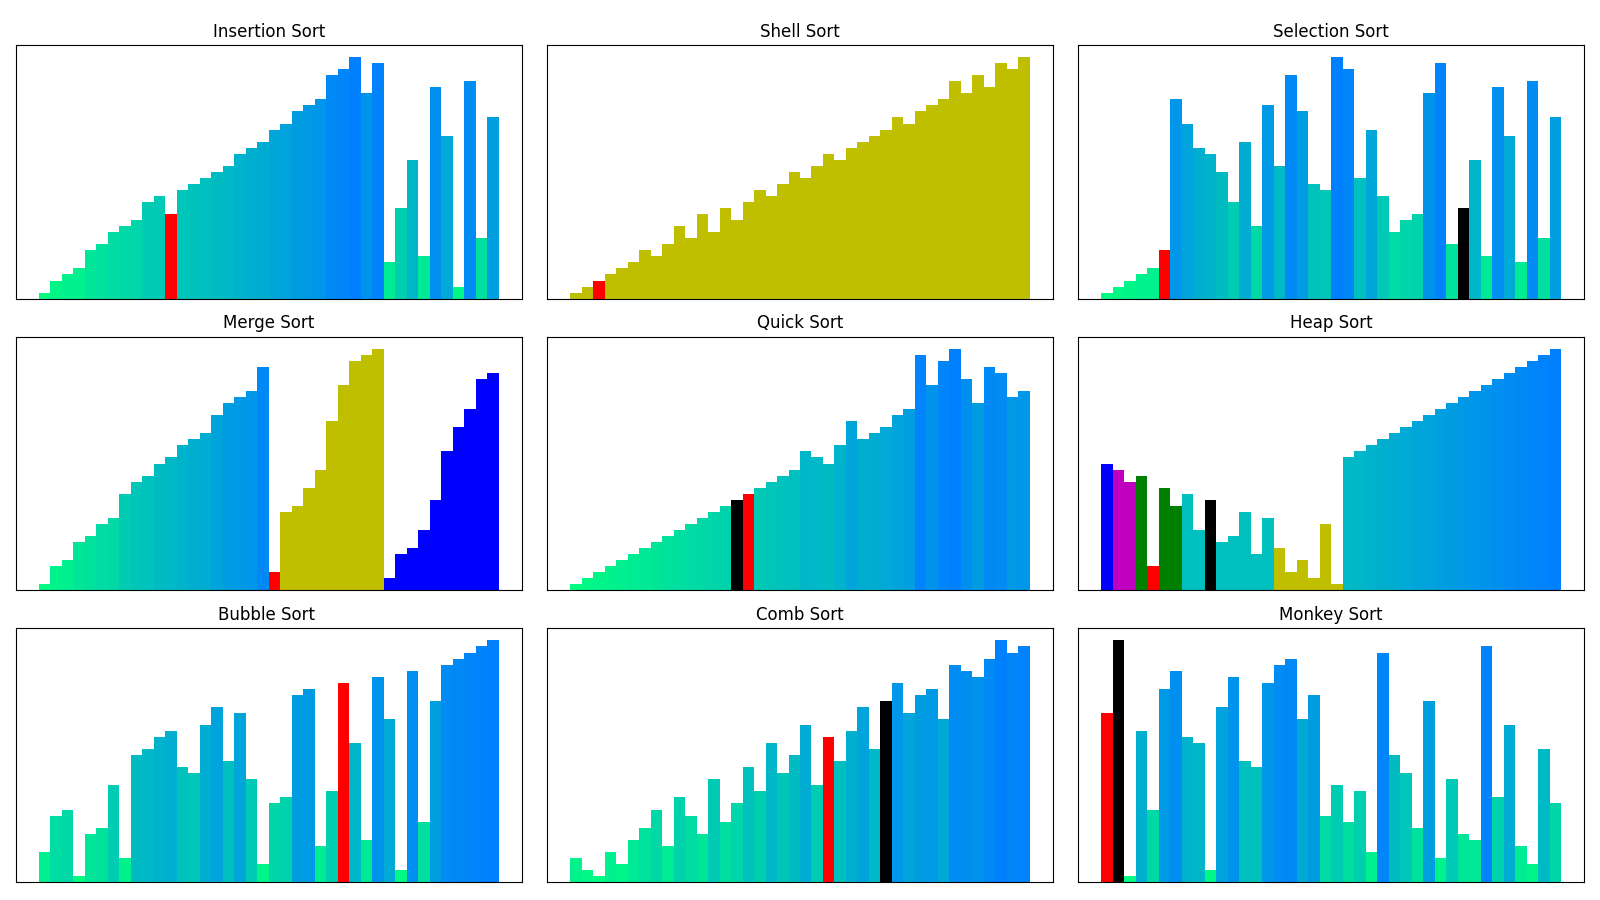 Insertion Sort
Shell Sort
Selection Sort
Merge Sort
Quick Sort
Heap Sort
Bubble Sort
Comb Sort
Monkey Sort